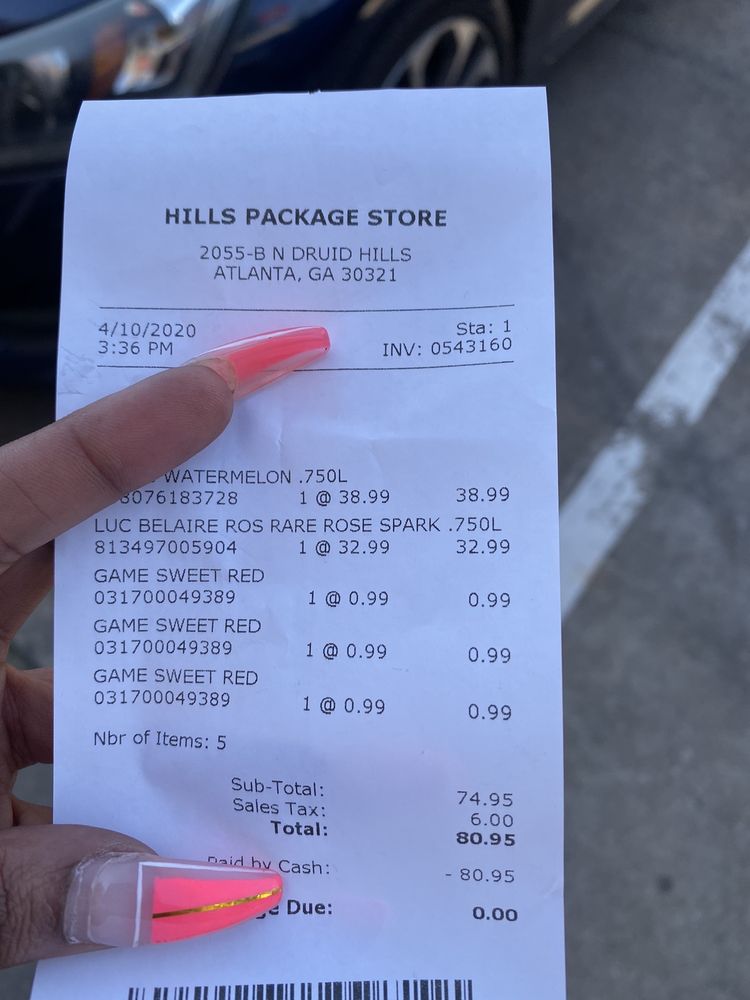 HILLS PACKAGE STORE
2055-B N DRUID HILLS
ATLANTA, GA 30321
4/10/2020 Sta: 1
3:36 PM INV: 0543160
WATERMELON .750L
8076183728 1 @ 38.99 38.99
LUC BELAIRE ROS RARE ROSE SPARK .750L
813497005904 1 @ 32.99 32.99
GAME SWEET RED
031700049389 1 @ 0.99 0.99
GAME SWEET RED
031700049389 1 @ 0.99 0.99
GAME SWEET RED
031700049389 1 @ 0.99 0.99
Nbr of Items: 5
Sub-Total: 74.95
Sales Tax: 6.00
Total: 80.95
Paid by Cash: - 80.95
Due: 0.00